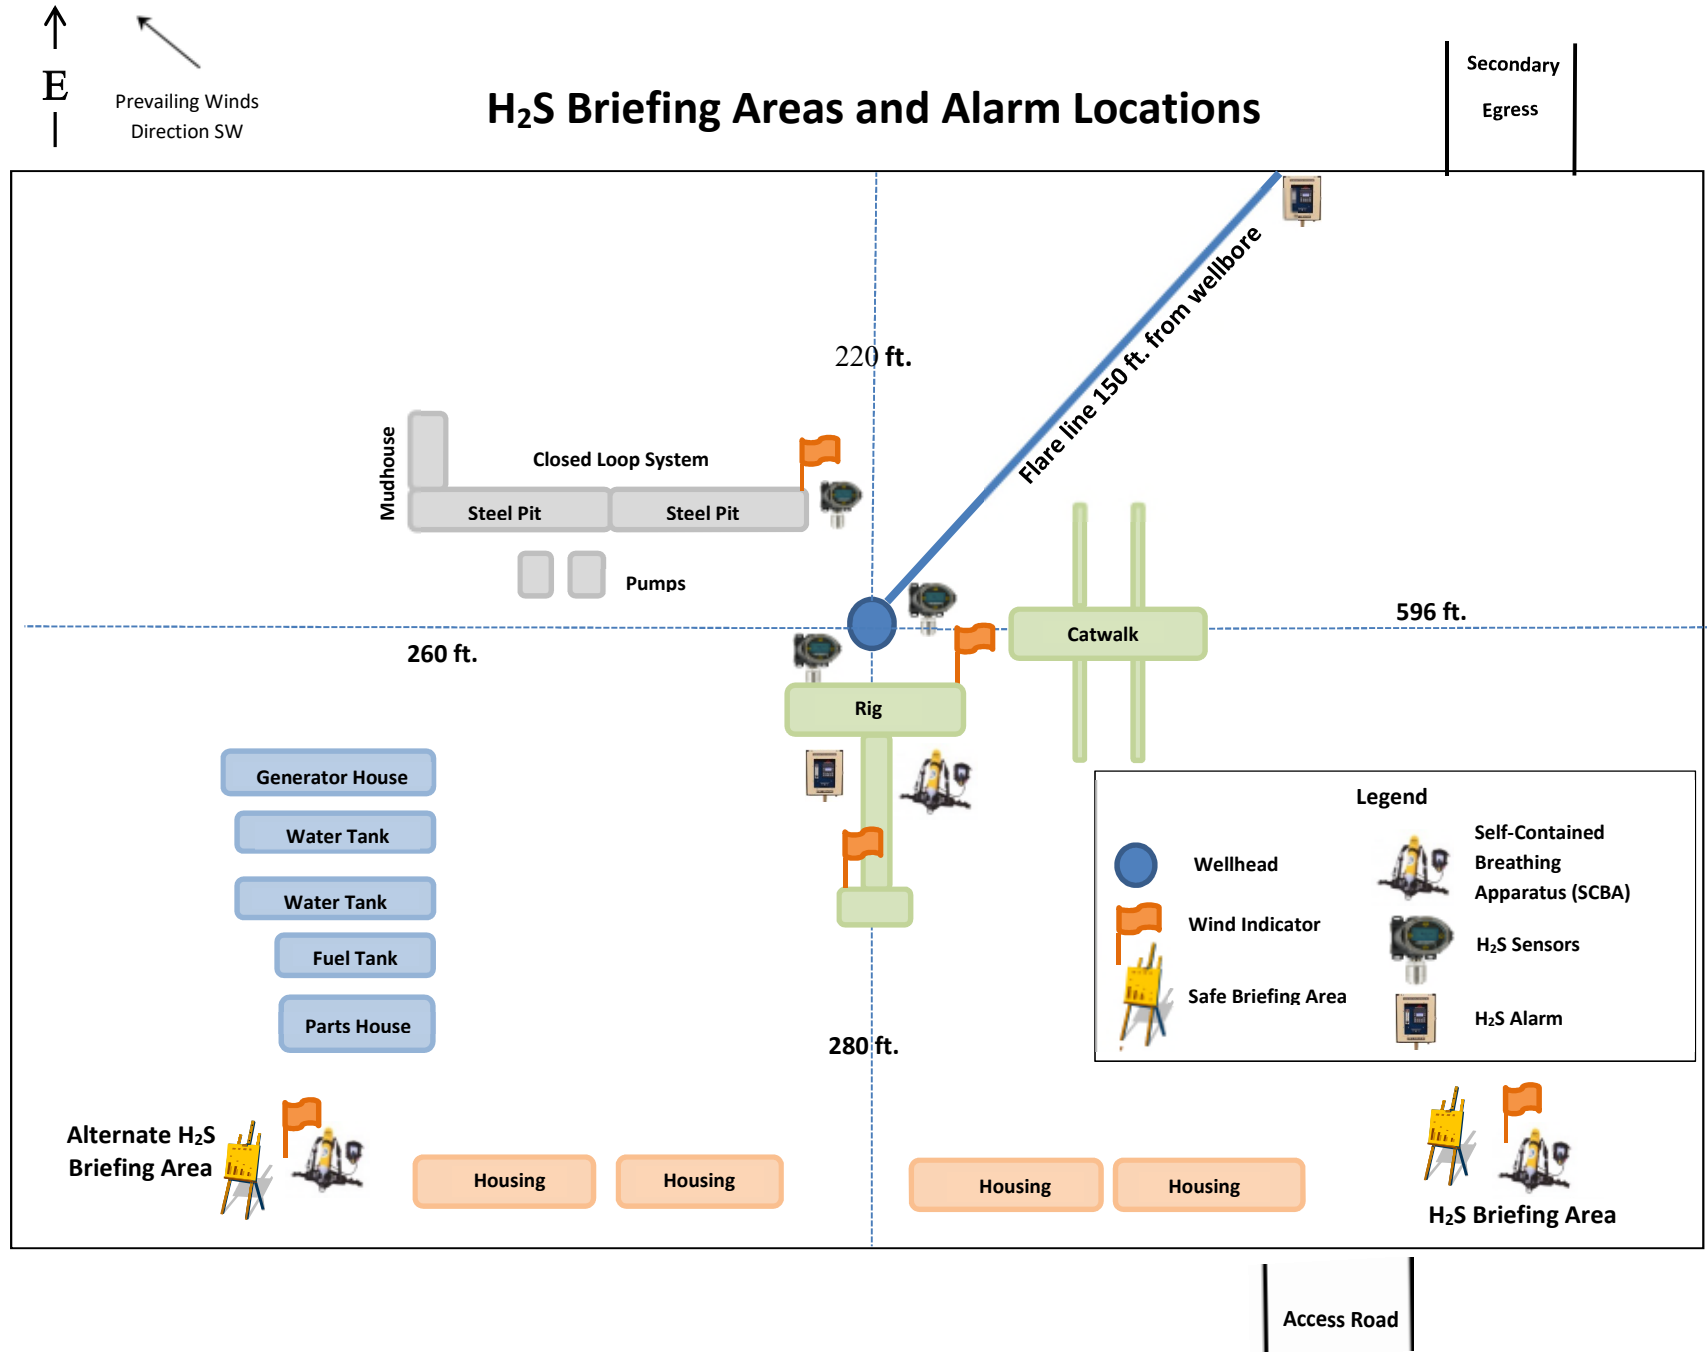 E
Prevailing Winds
Direction SW
H₂S Briefing Areas and Alarm Locations
Secondary
Egress
Flare line 150 ft. from wellbore
220 ft.
Mudhouse
Closed Loop System
Steel Pit
Steel Pit
Pumps
596 ft.
Catwalk
260 ft.
Rig
Generator House
Water Tank
Water Tank
Fuel Tank
Parts House
280 ft.
Legend
Wellhead
Wind Indicator
Safe Briefing Area
Self-Contained
Breathing
Apparatus (SCBA)
H₂S Sensors
H₂S Alarm
Alternate H₂S
Briefing Area
Housing
Housing
Housing
Housing
H₂S Briefing Area
Access Road